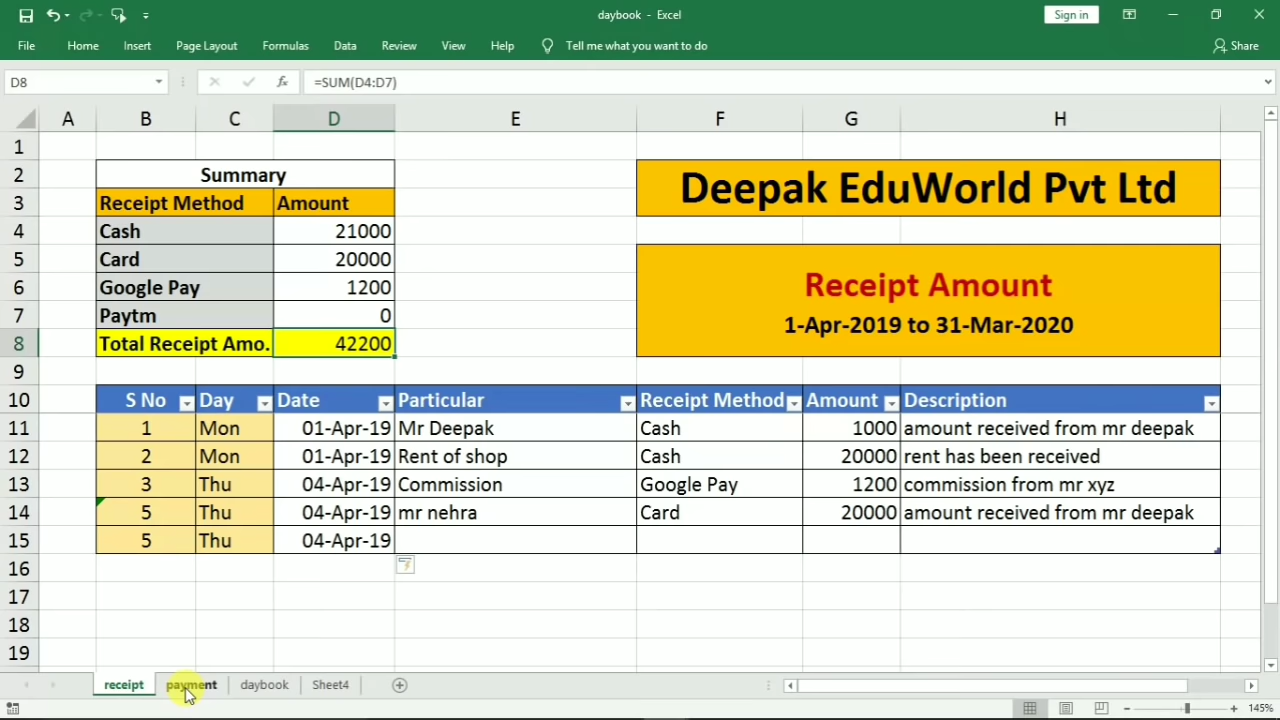 daybook - Excel
Sign in
File Home Insert Page Layout Formulas Data Review View Help Tell me what you want to do Share
D8 fx =SUM(D4:D7)
A B C D E F G H
1
2 Summary Deepak EduWorld Pvt Ltd
3 Receipt Method Amount
4 Cash 21000
5 Card 20000
6 Google Pay 1200 Receipt Amount
7 Paytm 0 1-Apr-2019 to 31-Mar-2020
8 Total Receipt Amo. 42200
9
10 S No Day Date Particular Receipt Method Amount Description
11 1 Mon 01-Apr-19 Mr Deepak Cash 1000 amount received from mr deepak
12 2 Mon 01-Apr-19 Rent of shop Cash 20000 rent has been received
13 3 Thu 04-Apr-19 Commission Google Pay 1200 commission from mr xyz
14 5 Thu 04-Apr-19 mr nehra Card 20000 amount received from mr deepak
15 5 Thu 04-Apr-19
16
17
18
19
receipt payment daybook Sheet4
145%